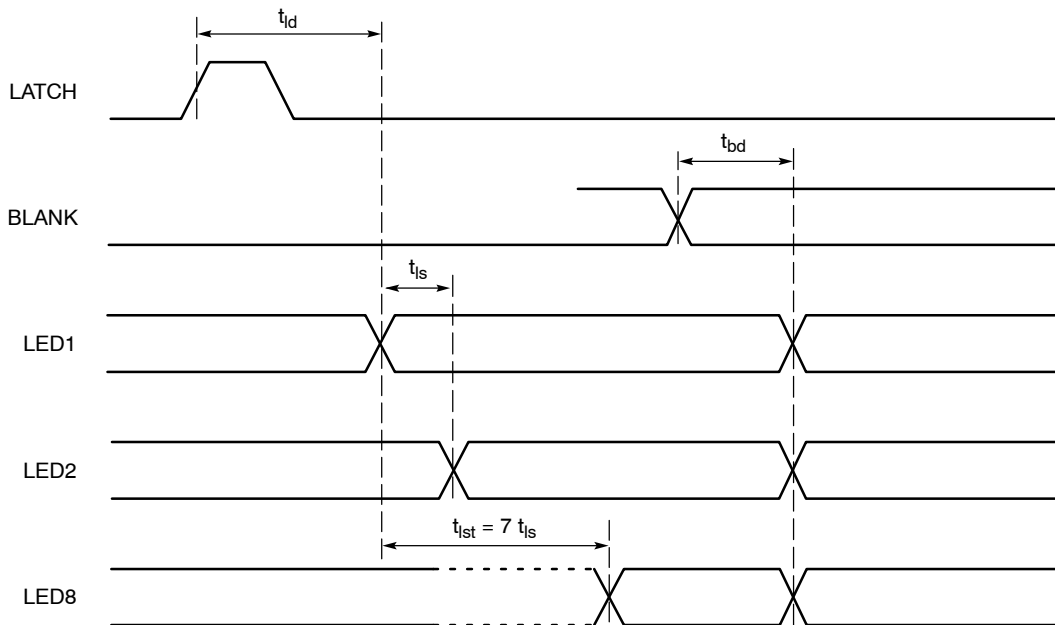 t_ld
LATCH
t_bd
BLANK
t_ls
LED1
LED2
t_lst = 7 t_ls
LED8